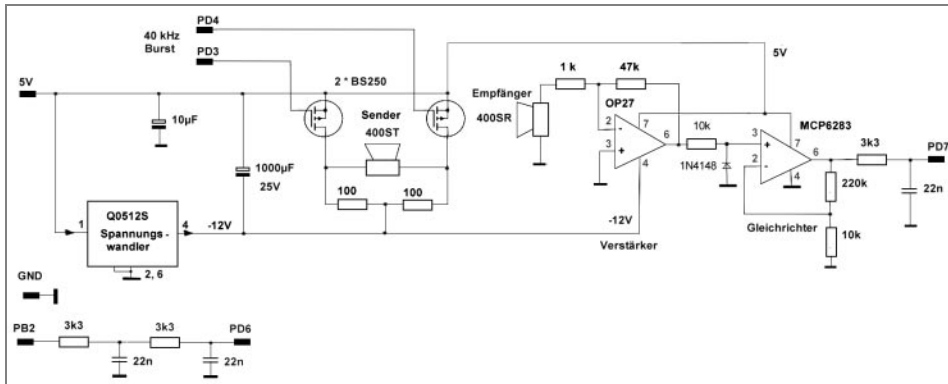 PD4
40 kHz
Burst
PD3
5V
2 * BS250
10µF
Sender
400ST
1000µF
25V
100
100
Q0512S
Spannungs -
wandler
1
4
2, 6
-12V
GND
PB2
3k3
3k3
PD6
22n
22n
Empfänger
400SR
1 k
47k
OP27
2
-
3
+
7
6
4
-12V
Verstärker
5V
10k
1N4148
MCP6283
3
+
2
-
7
6
4
Gleichrichter
3k3
PD7
220k
22n
10k